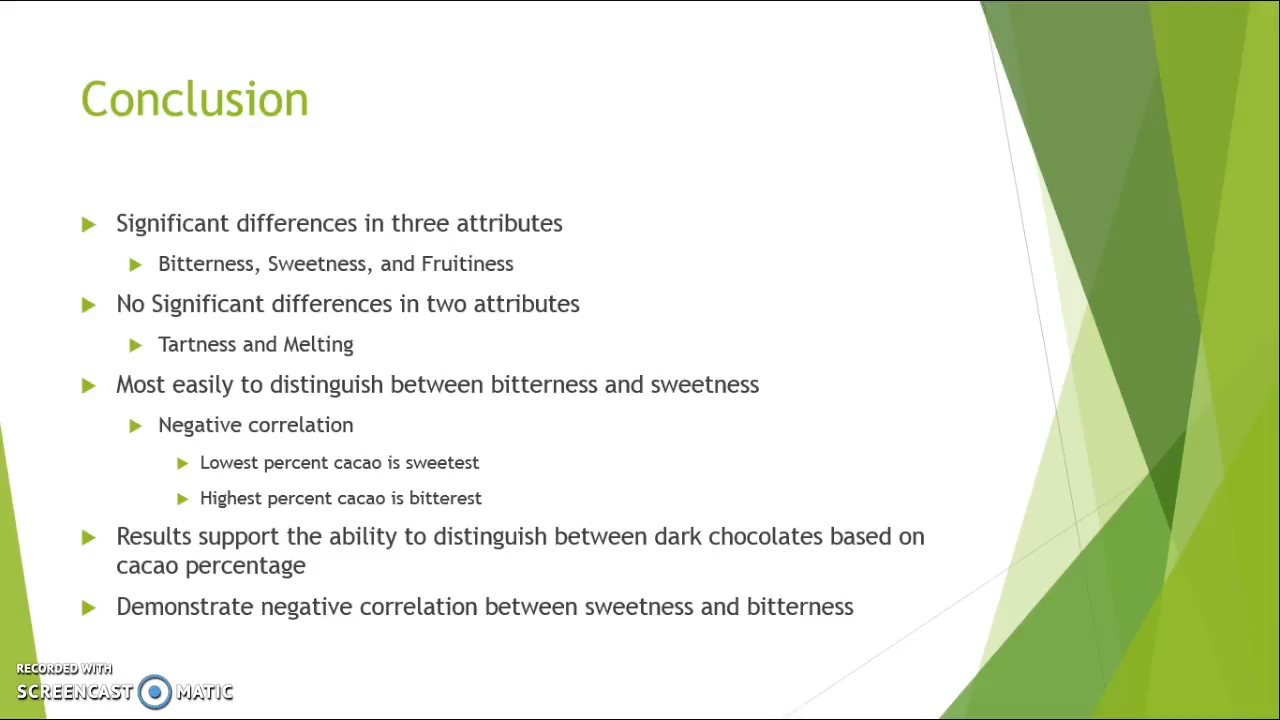 Conclusion
Significant differences in three attributes
Bitterness, Sweetness, and Fruitiness
No Significant differences in two attributes
Tartness and Melting
Most easily to distinguish between bitterness and sweetness
Negative correlation
Lowest percent cacao is sweetest
Highest percent cacao is bitterest
Results support the ability to distinguish between dark chocolates based on
cacao percentage
Demonstrate negative correlation between sweetness and bitterness
RECORDED WITH
SCREENCAST MATIC